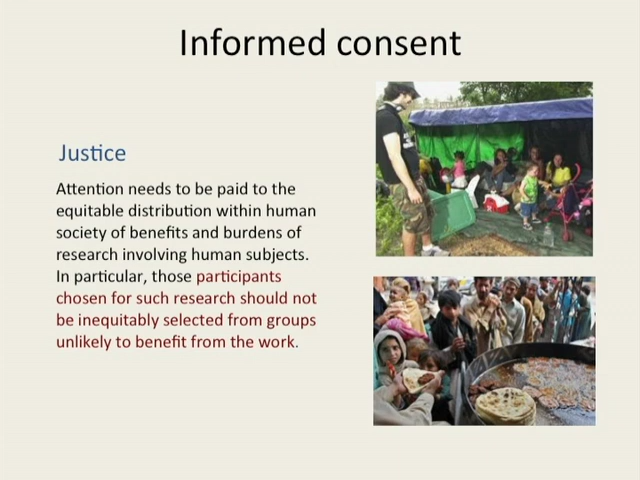 Informed consent
Justice
Attention needs to be paid to the
equitable distribution within human
society of benefits and burdens of
research involving human subjects.
In particular, those participants
chosen for such research should not
be inequitably selected from groups
unlikely to benefit from the work.